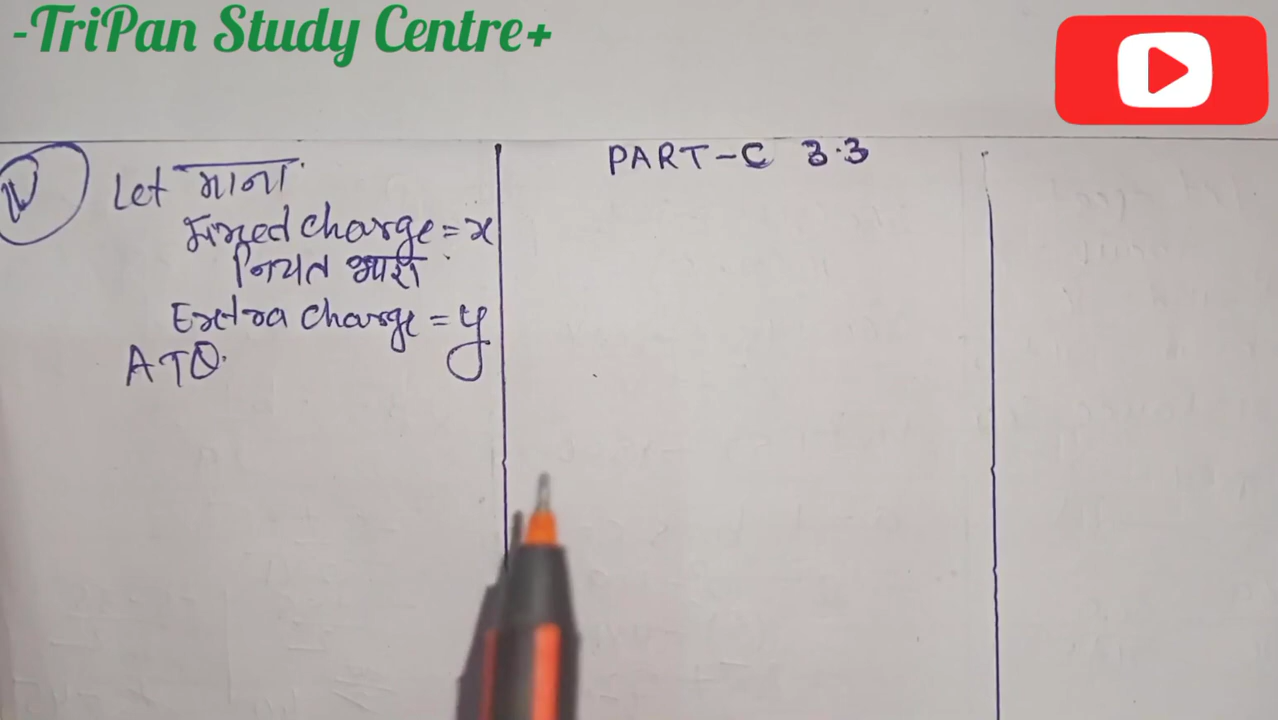 -TriPan Study Centre+
PART-C 3.3
IV
Let माना
Fixed charge = x
नियत भारा
Extra charge = y
ATQ.